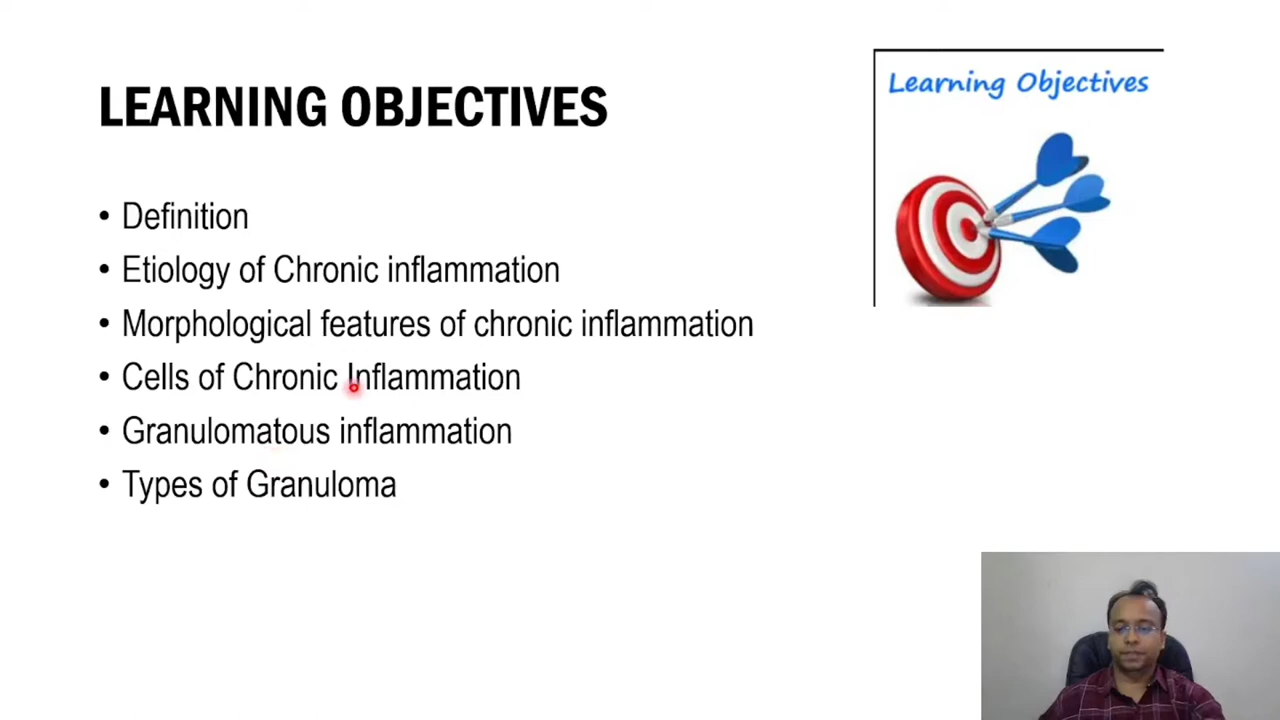 LEARNING OBJECTIVES
Learning Objectives
• Definition
• Etiology of Chronic inflammation
• Morphological features of chronic inflammation
• Cells of Chronic Inflammation
• Granulomatous inflammation
• Types of Granuloma